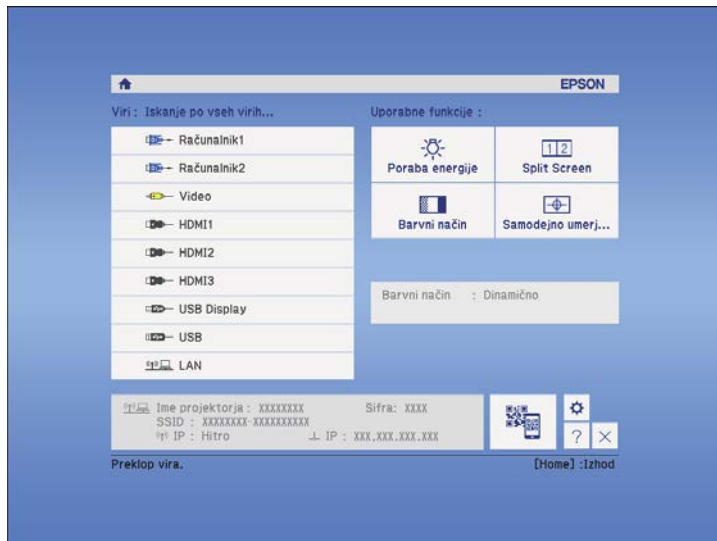 EPSON
Viri : Iskanje po vseh virih...
Računalnik1
Računalnik2
Video
HDMI1
HDMI2
HDMI3
USB Display
USB
LAN
Uporabne funkcije :
Poraba energije
1 2
Split Screen
Barvni način
Samodejno umerj...
Barvni način : Dinamično
Ime projektorja : XXXXXXXX Sifra: XXXX
SSID : XXXXXXXX-XXXXXXXXXX
IP : Hitro IP : XXX.XXX.XXX.XXX
?
Preklop vira.
[Home] :Izhod